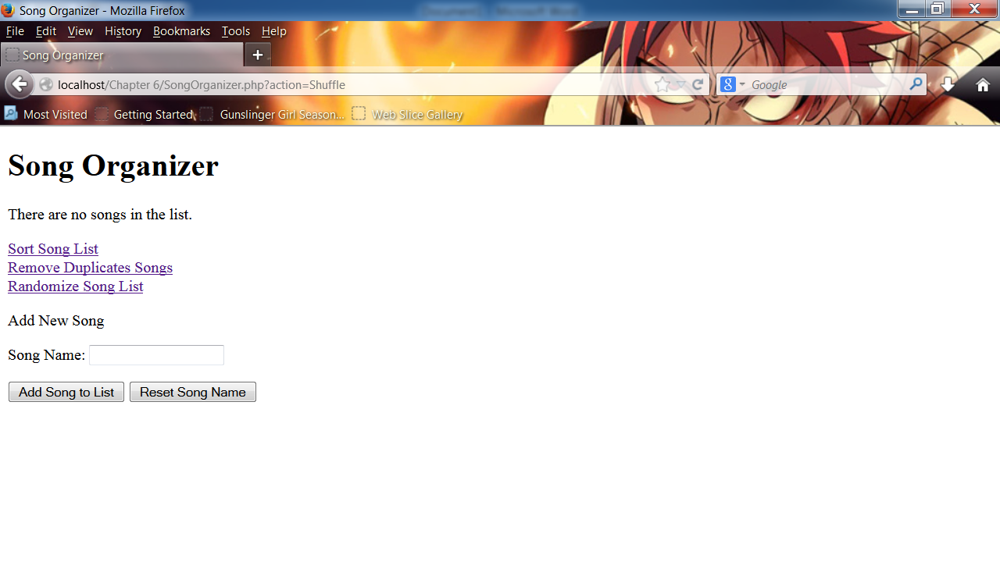 Song Organizer - Mozilla Firefox
File Edit View History Bookmarks Tools Help
Song Organizer +
localhost/Chapter 6/SongOrganizer.php?action=Shuffle 8 Google
Most Visited Getting Started Gunslinger Girl Season... Web Slice Gallery
Song Organizer
There are no songs in the list.
Sort Song List
Remove Duplicates Songs
Randomize Song List
Add New Song
Song Name:
Add Song to List Reset Song Name